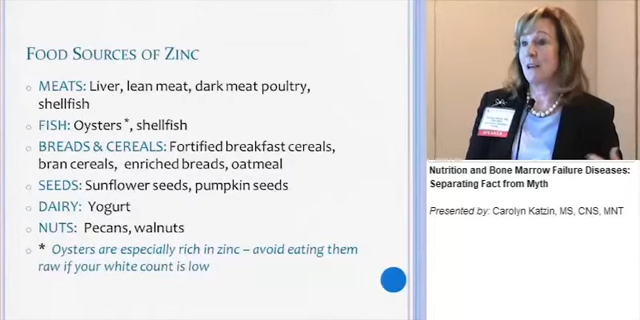 FOOD SOURCES OF ZINC
MEATS: Liver, lean meat, dark meat poultry,
shellfish
FISH: Oysters*, shellfish
BREADS & CEREALS: Fortified breakfast cereals,
bran cereals, enriched breads, oatmeal
SEEDS: Sunflower seeds, pumpkin seeds
DAIRY: Yogurt
NUTS: Pecans, walnuts
* Oysters are especially rich in zinc – avoid eating them
raw if your white count is low
SPEAKER
Nutrition and Bone Marrow Failure Diseases:
Separating Fact from Myth
Presented by: Carolyn Katzin, MS, CNS, MNT